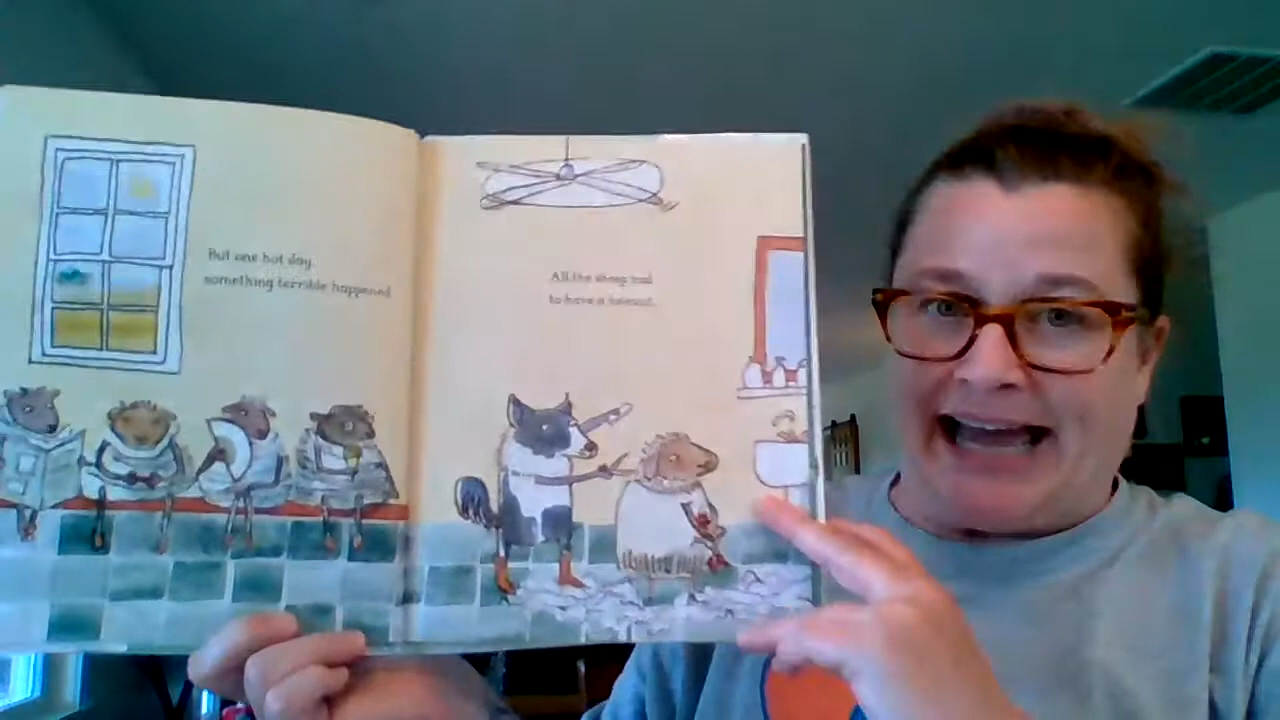 But one hot day,
something terrible happened.
All the sheep had
to have a haircut.